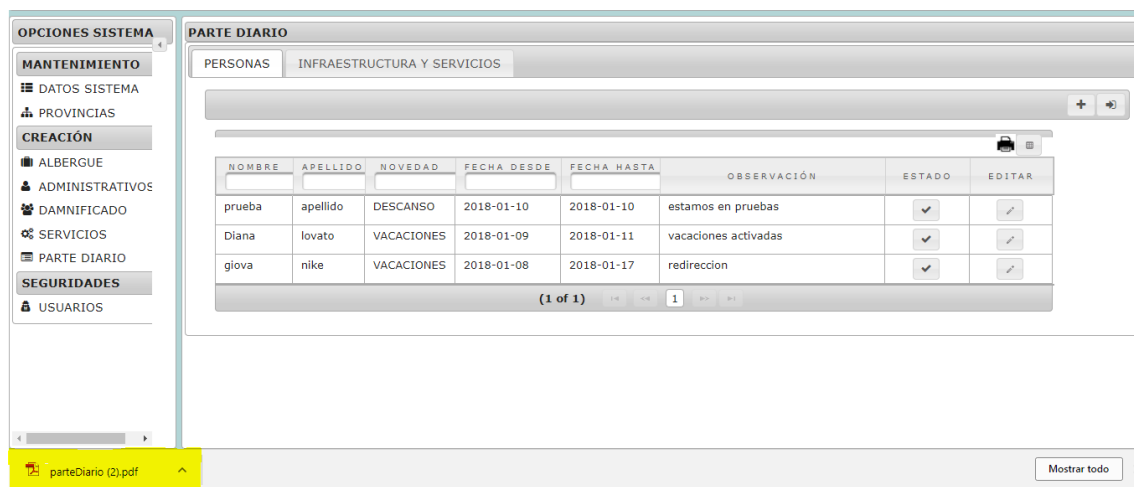 OPCIONES SISTEMA
MANTENIMIENTO
DATOS SISTEMA
PROVINCIAS
CREACIÓN
ALBERGUE
ADMINISTRATIVOS
DAMNIFICADO
SERVICIOS
PARTE DIARIO
SEGURIDADES
USUARIOS
PARTE DIARIO
PERSONAS INFRAESTRUCTURA Y SERVICIOS
NOMBRE APELLIDO NOVEDAD FECHA DESDE FECHA HASTA OBSERVACIÓN ESTADO EDITAR
prueba apellido DESCANSO 2018-01-10 2018-01-10 estamos en pruebas
Diana lovato VACACIONES 2018-01-09 2018-01-11 vacaciones activadas
giova nike VACACIONES 2018-01-08 2018-01-17 redireccion
(1 of 1) 1
parteDiario (2).pdf
Mostrar todo